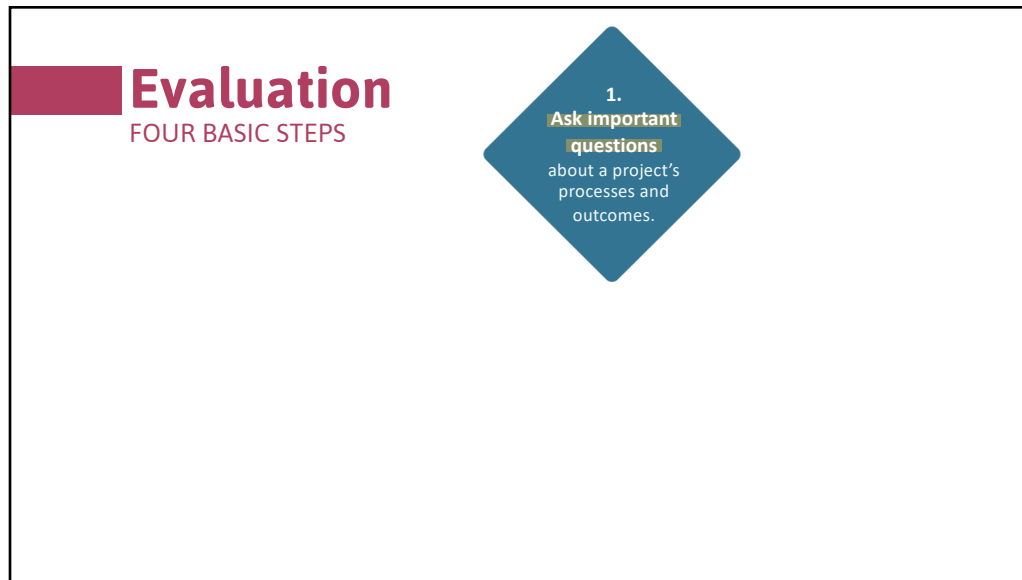 Evaluation
FOUR BASIC STEPS
1.
Ask important
questions
about a project’s
processes and
outcomes.